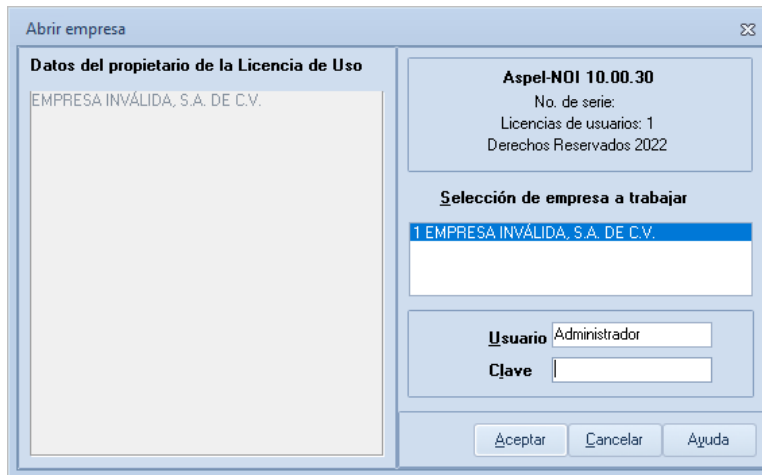 Abrir empresa
Datos del propietario de la Licencia de Uso
EMPRESA INVÁLIDA, S.A. DE C.V.
Aspel-NOI 10.00.30
No. de serie:
Licencias de usuarios: 1
Derechos Reservados 2022
Selección de empresa a trabajar
1 EMPRESA INVÁLIDA, S.A. DE C.V.
Usuario Administrador
Clave
Aceptar Cancelar Ayuda